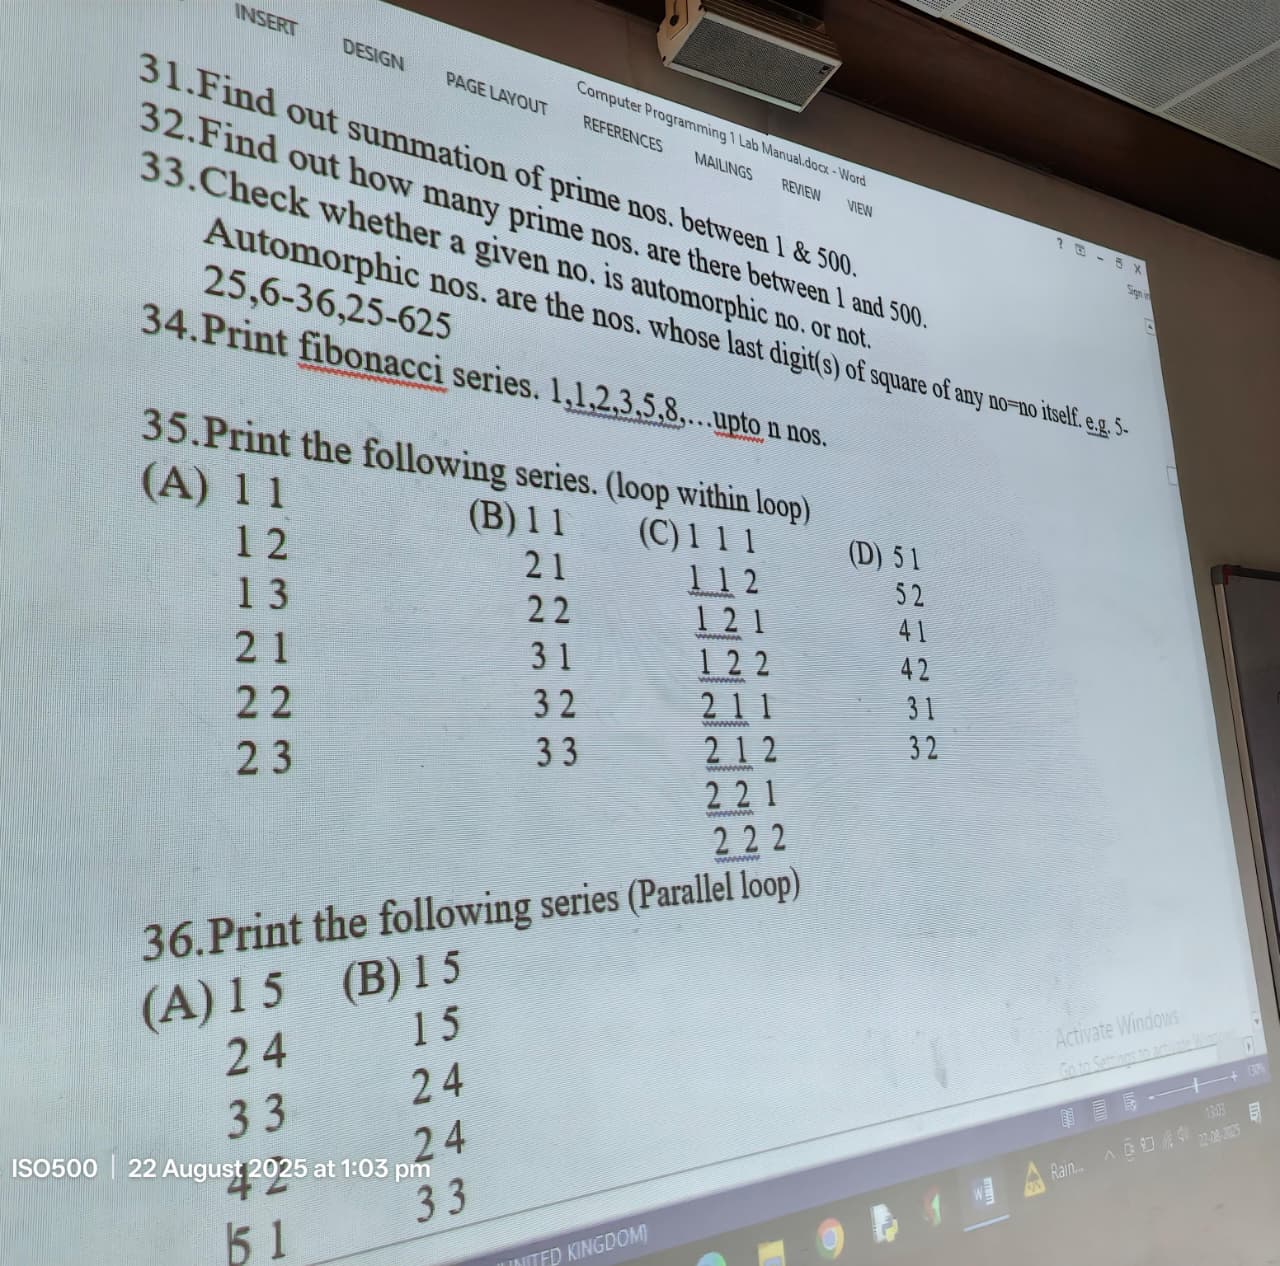 INSERT
DESIGN
PAGE LAYOUT
Computer Programming 1 Lab Manual.docx - Word
REFERENCES
MAILINGS
REVIEW
VIEW
Sign in
31.Find out summation of prime nos. between 1 & 500.
32.Find out how many prime nos. are there between 1 and 500.
33.Check whether a given no. is automorphic no. or not.
Automorphic nos. are the nos. whose last digit(s) of square of any no=no itself. e.g. 5-
25,6-36,25-625
34.Print fibonacci series. 1,1,2,3,5,8,...upto n nos.
35.Print the following series. (loop within loop)
(A) 1 1
1 2
1 3
2 1
2 2
2 3
(B) 1 1
2 1
2 2
3 1
3 2
3 3
(C) 1 1 1
1 1 2
1 2 1
1 2 2
2 1 1
2 1 2
2 2 1
2 2 2
(D) 5 1
5 2
4 1
4 2
3 1
3 2
36.Print the following series (Parallel loop)
(A) 1 5
2 4
3 3
4 2
5 1
(B) 1 5
1 5
2 4
2 4
3 3
Activate Windows
Go to Settings to activate
130%
UNITED KINGDOM)
Rain...
13:03
22-08-2025
ISO500 | 22 August 2025 at 1:03 pm